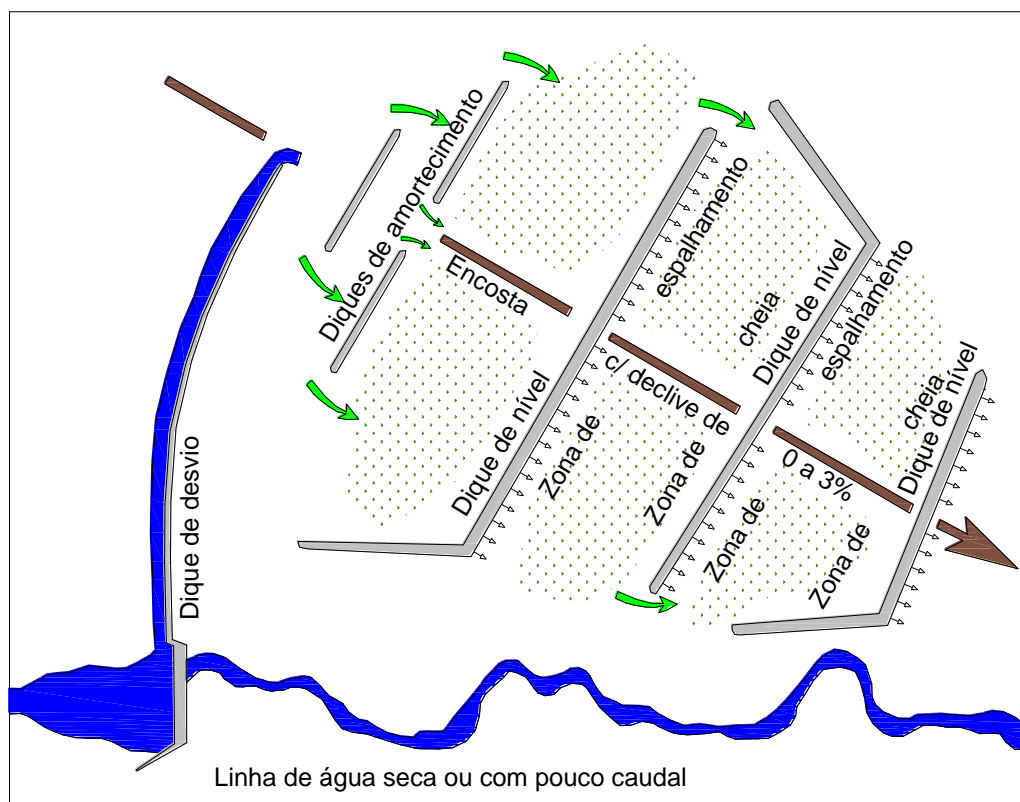 Diques de amortecimento
Encosta
c/ declive de
0 a 3%
Dique de nível
Zona de espalhamento
Zona de cheia
Dique de nível
Zona de espalhamento
Zona de cheia
Dique de nível
Dique de desvio
Linha de água seca ou com pouco caudal